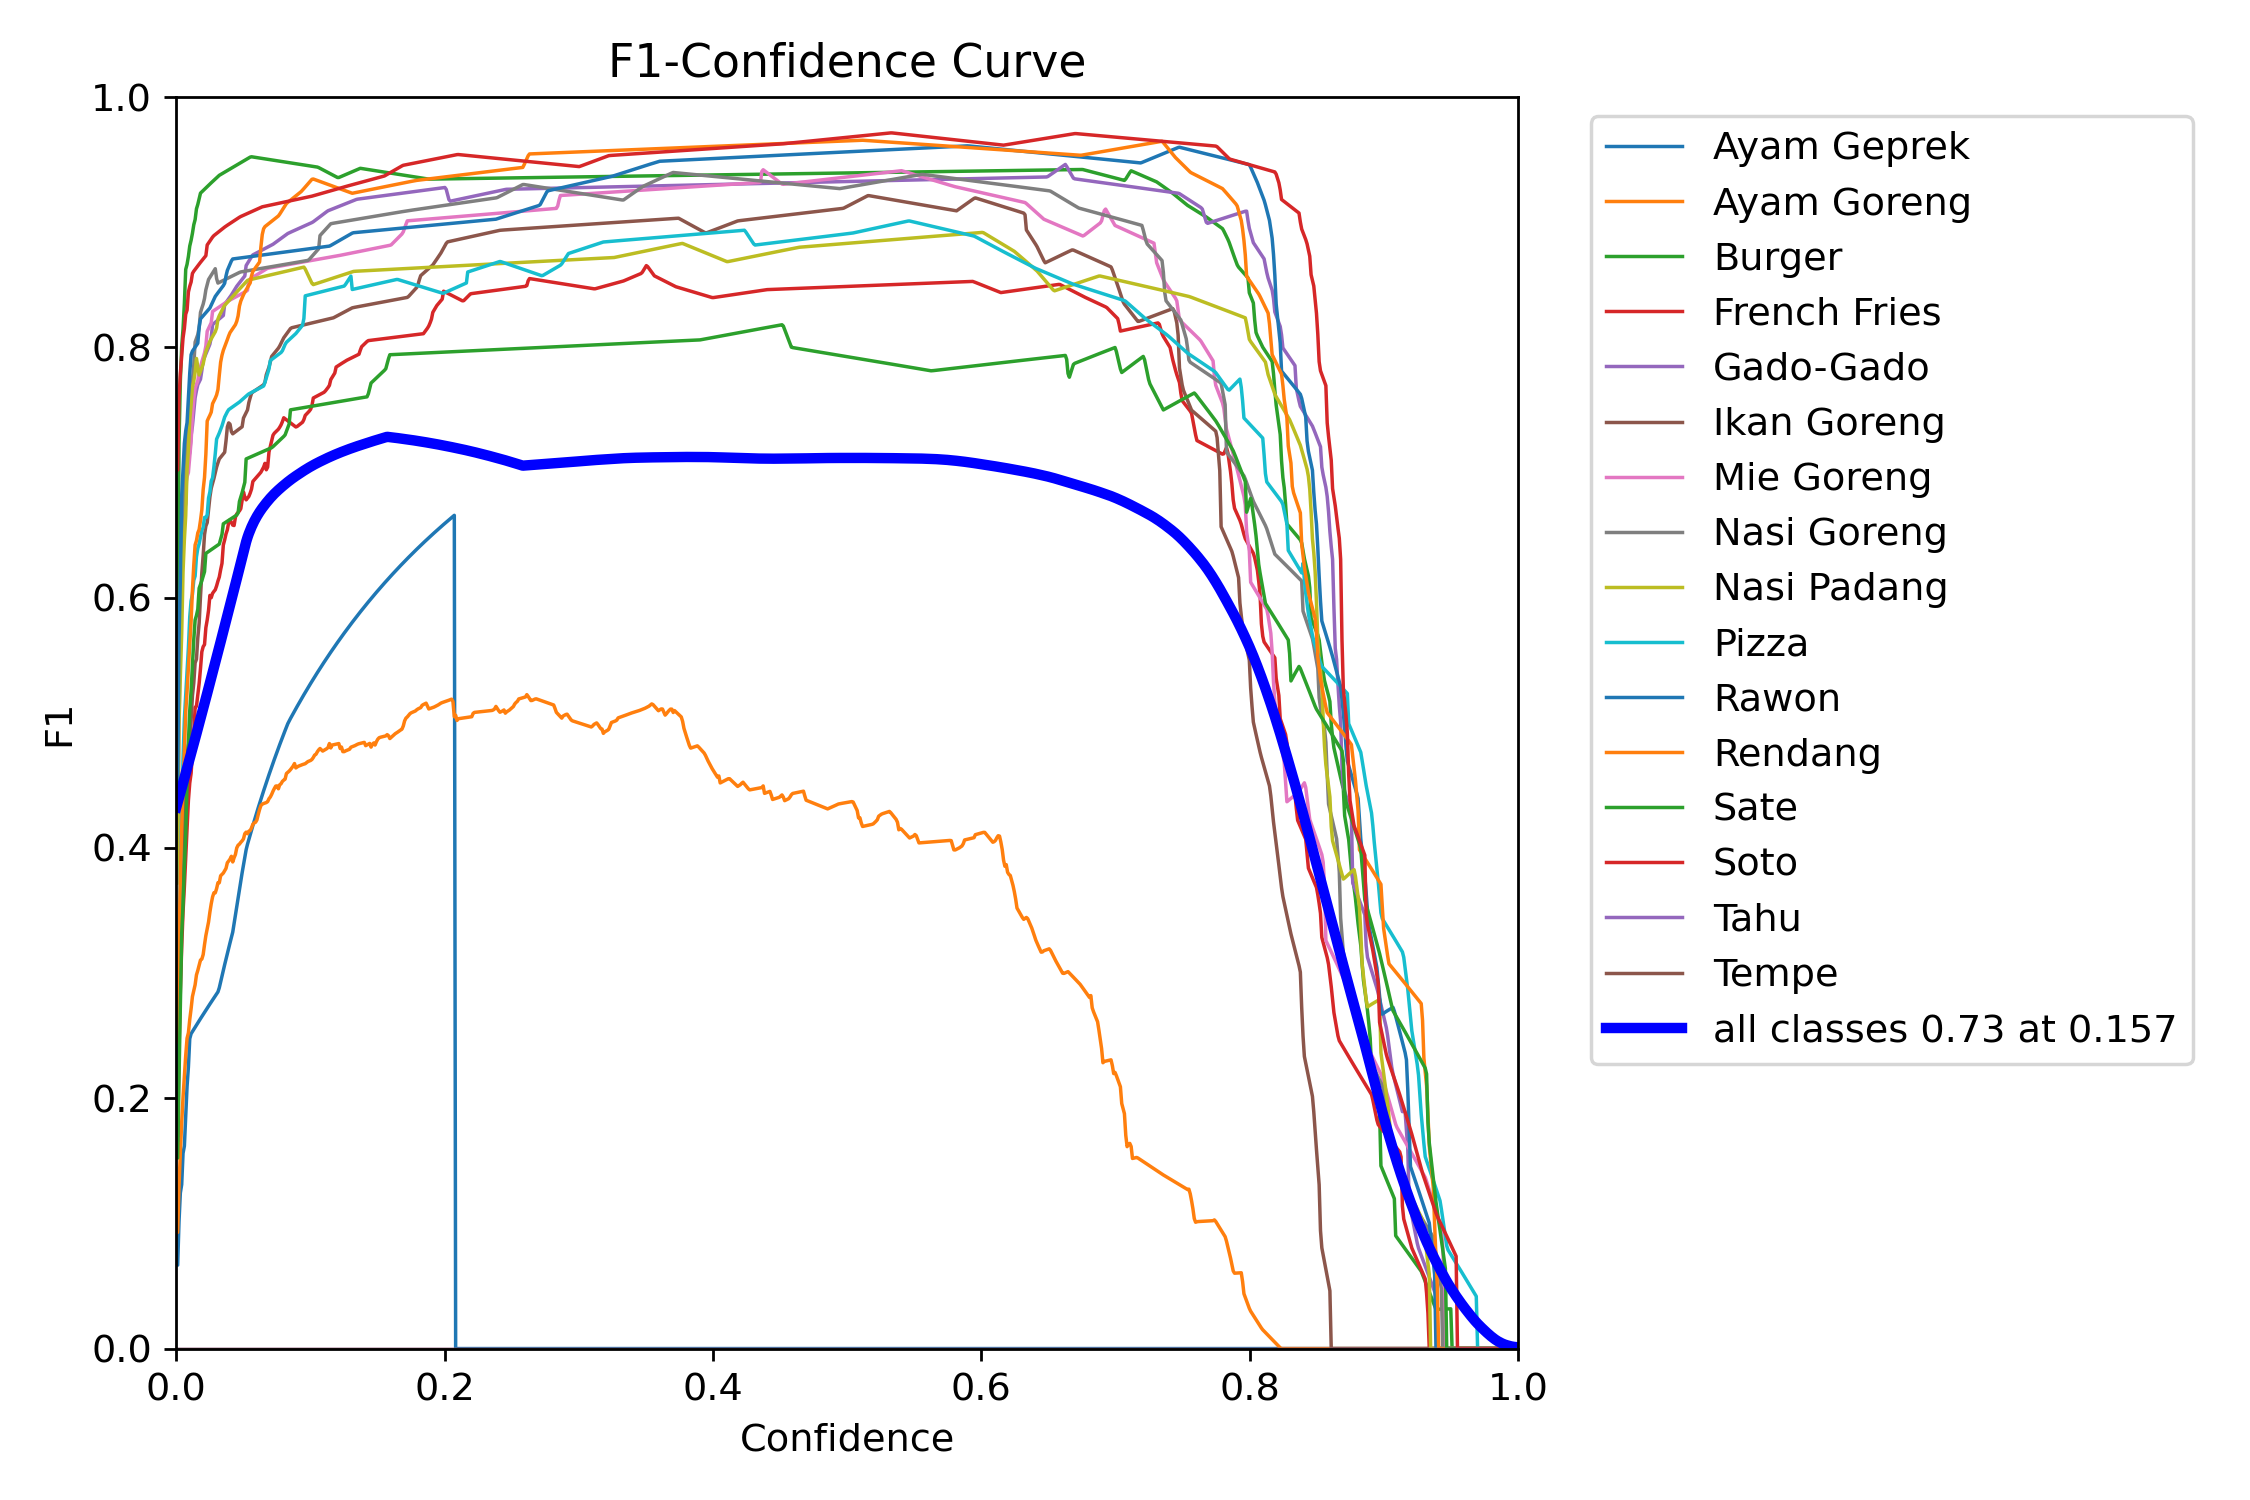 F1-Confidence Curve
1.0
0.8
0.6
0.4
0.2
0.0
F1
0.0 0.2 0.4 0.6 0.8 1.0
Confidence
Ayam Geprek
Ayam Goreng
Burger
French Fries
Gado-Gado
Ikan Goreng
Mie Goreng
Nasi Goreng
Nasi Padang
Pizza
Rawon
Rendang
Sate
Soto
Tahu
Tempe
all classes 0.73 at 0.157